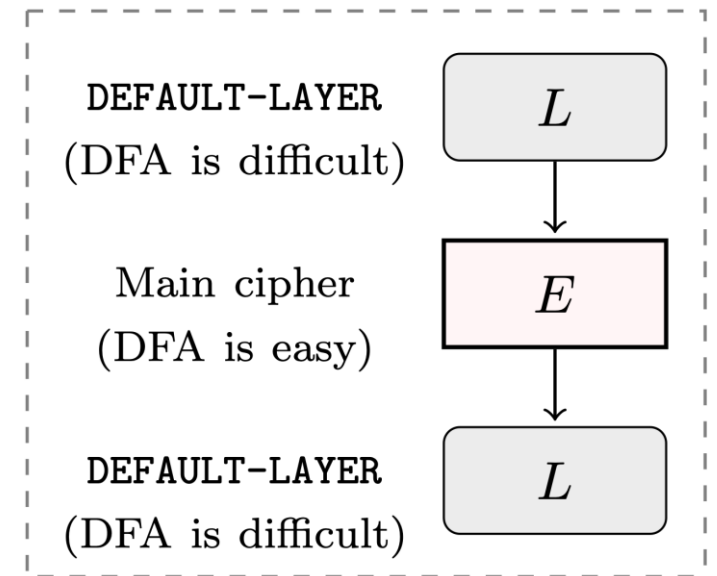 DEFAULT-LAYER
(DFA is difficult)
L
Main cipher
(DFA is easy)
E
DEFAULT-LAYER
(DFA is difficult)
L